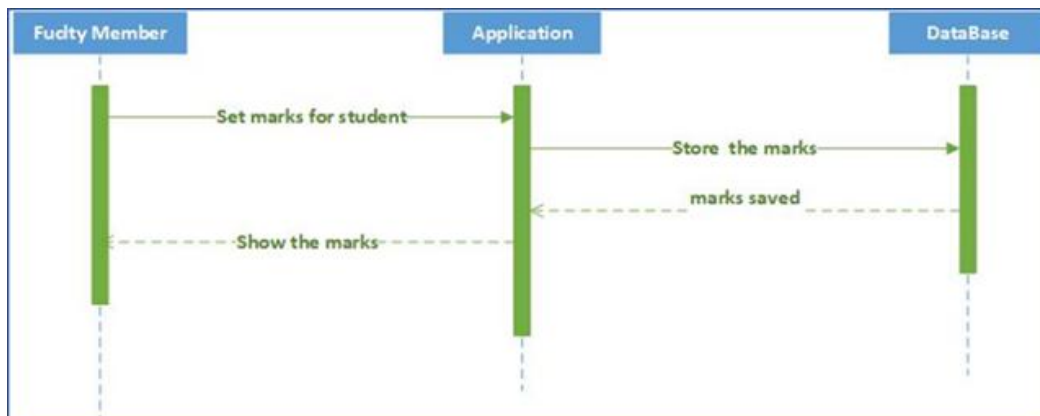 Fuclty Member
Application
DataBase
Set marks for student
Store the marks
marks saved
Show the marks